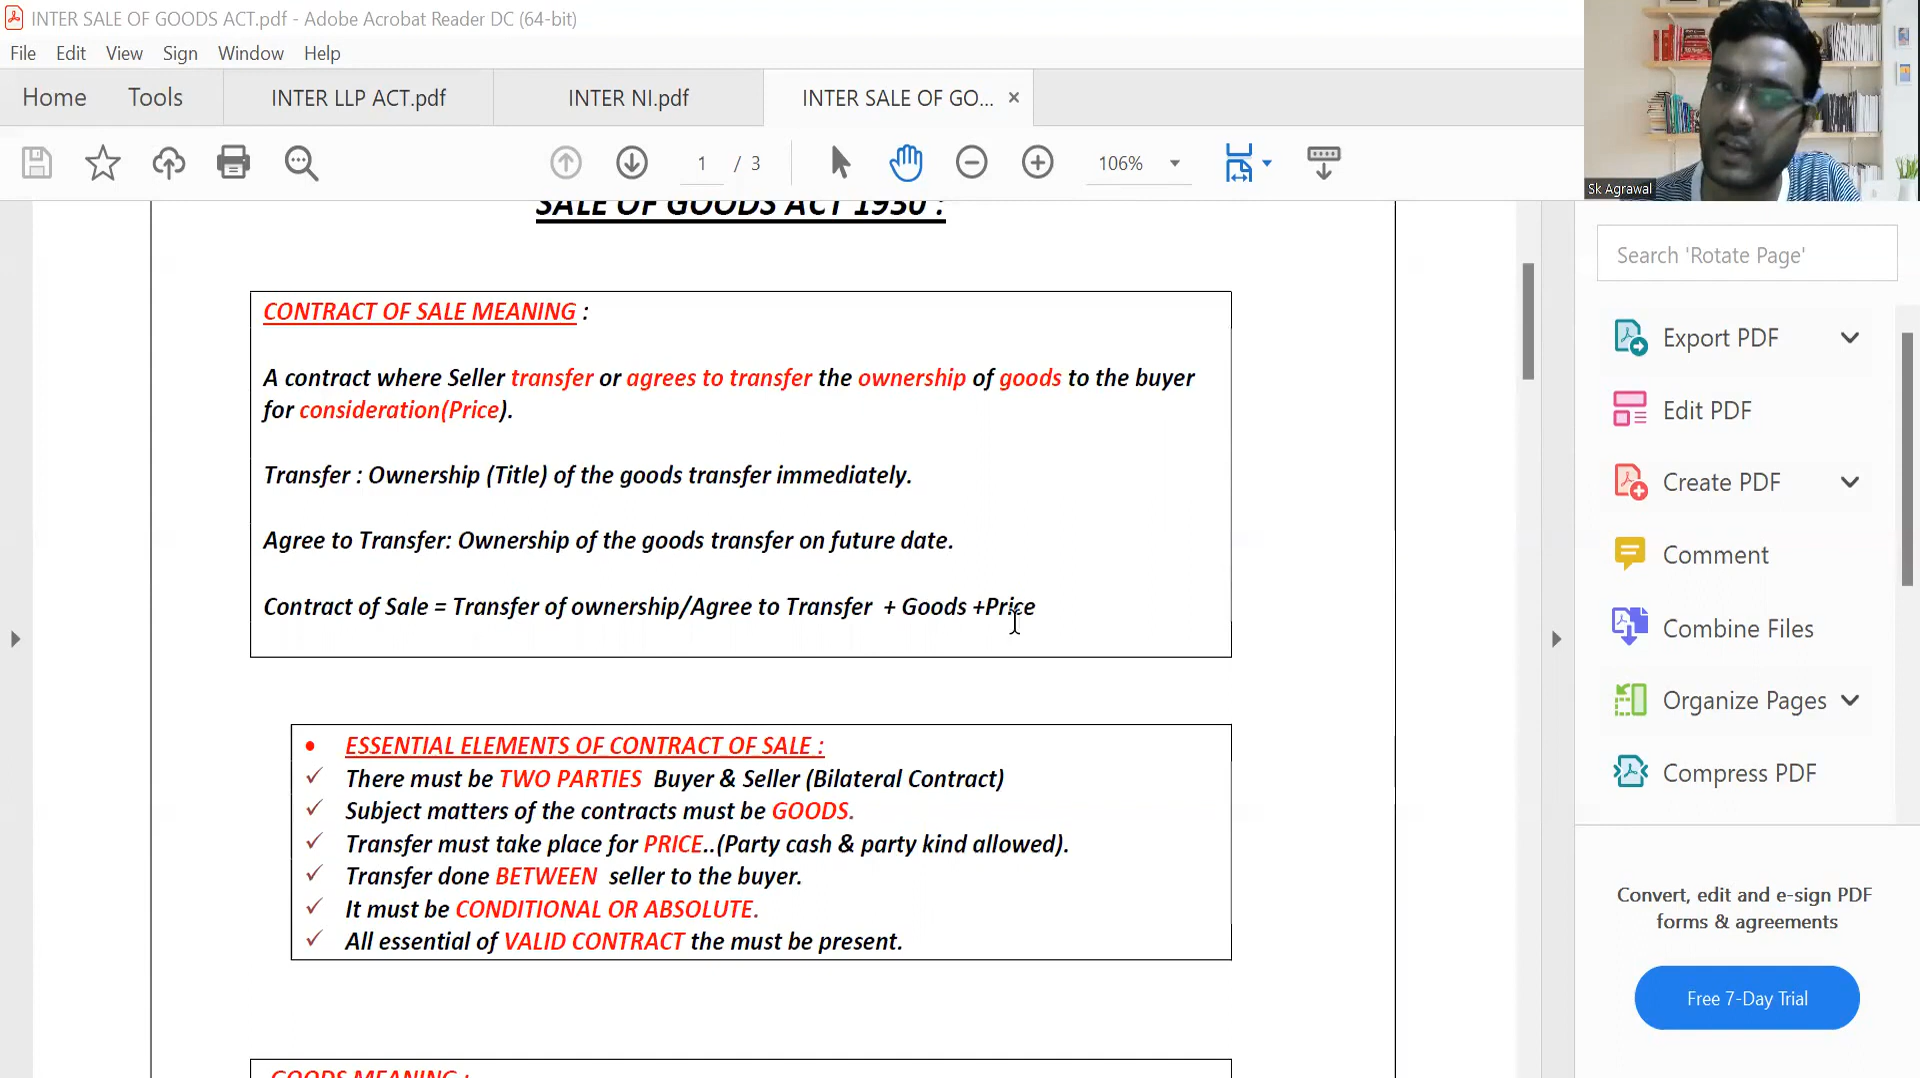 INTER SALE OF GOODS ACT.pdf - Adobe Acrobat Reader DC (64-bit)
File Edit View Sign Window Help
Home Tools INTER LLP ACT.pdf INTER NI.pdf INTER SALE OF GO... ×
1 / 3 106%
Sk Agrawal
SALE OF GOODS ACT 1930 :
CONTRACT OF SALE MEANING :
A contract where Seller transfer or agrees to transfer the ownership of goods to the buyer
for consideration(Price).
Transfer : Ownership (Title) of the goods transfer immediately.
Agree to Transfer: Ownership of the goods transfer on future date.
Contract of Sale = Transfer of ownership/Agree to Transfer + Goods +Price
• ESSENTIAL ELEMENTS OF CONTRACT OF SALE :
✓ There must be TWO PARTIES Buyer & Seller (Bilateral Contract)
✓ Subject matters of the contracts must be GOODS.
✓ Transfer must take place for PRICE..(Party cash & party kind allowed).
✓ Transfer done BETWEEN seller to the buyer.
✓ It must be CONDITIONAL OR ABSOLUTE.
✓ All essential of VALID CONTRACT the must be present.
GOODS MEANING :
Search 'Rotate Page'
Export PDF
Edit PDF
Create PDF
Comment
Combine Files
Organize Pages
Compress PDF
Convert, edit and e-sign PDF
forms & agreements
Free 7-Day Trial